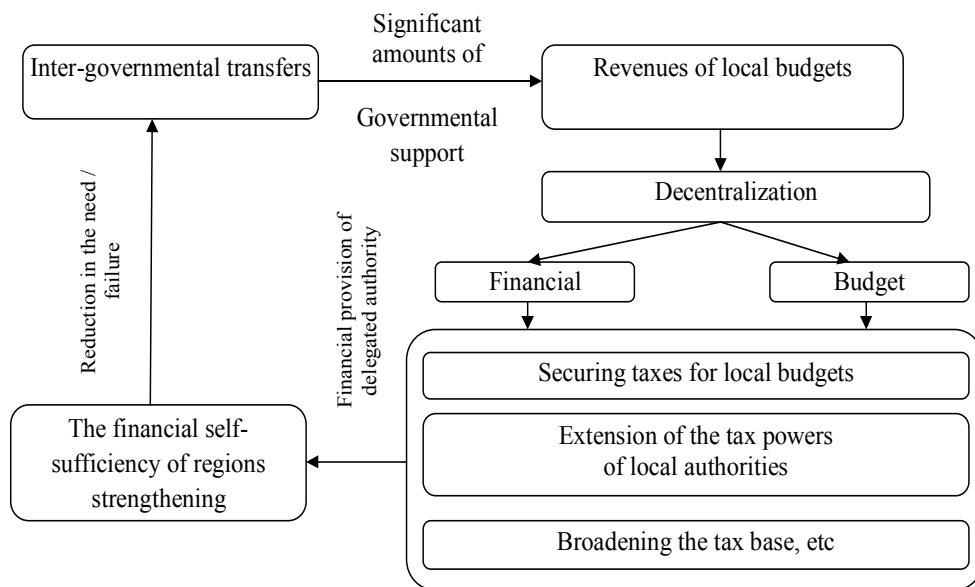 Inter-governmental transfers
Significant
amounts of
Governmental
support
Revenues of local budgets
Decentralization
Financial
Budget
Reduction in the need /
failure
Financial provision of
delegated authority
Securing taxes for local budgets
Extension of the tax powers
of local authorities
Broadening the tax base, etc
The financial self-
sufficiency of regions
strengthening